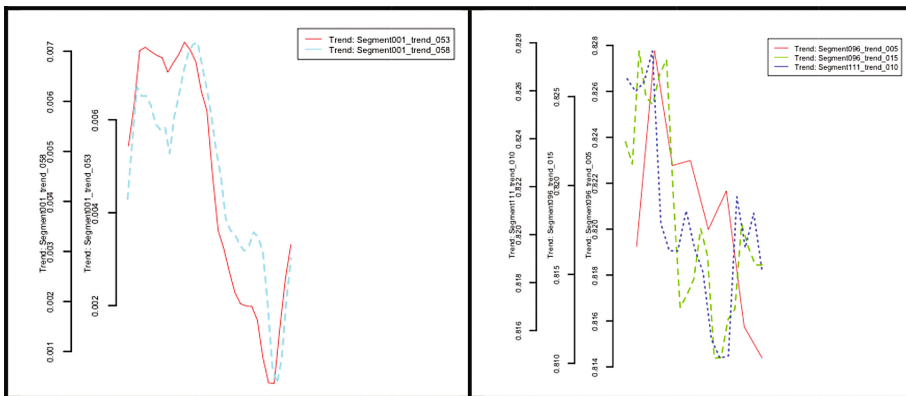 Trend: Segment001_trend_053
Trend: Segment001_trend_058
Trend: Segment001_trend_058
0.007
0.006
0.005
0.004
0.003
0.002
0.001
Trend: Segment001_trend_053
0.006
0.004
0.002
Trend: Segment096_trend_005
Trend: Segment096_trend_015
Trend: Segment111_trend_010
Trend: Segment111_trend_010
0.828
0.826
0.824
0.822
0.820
0.818
0.816
Trend: Segment096_trend_015
0.825
0.820
0.815
0.810
Trend: Segment096_trend_005
0.828
0.826
0.824
0.822
0.820
0.818
0.816
0.814